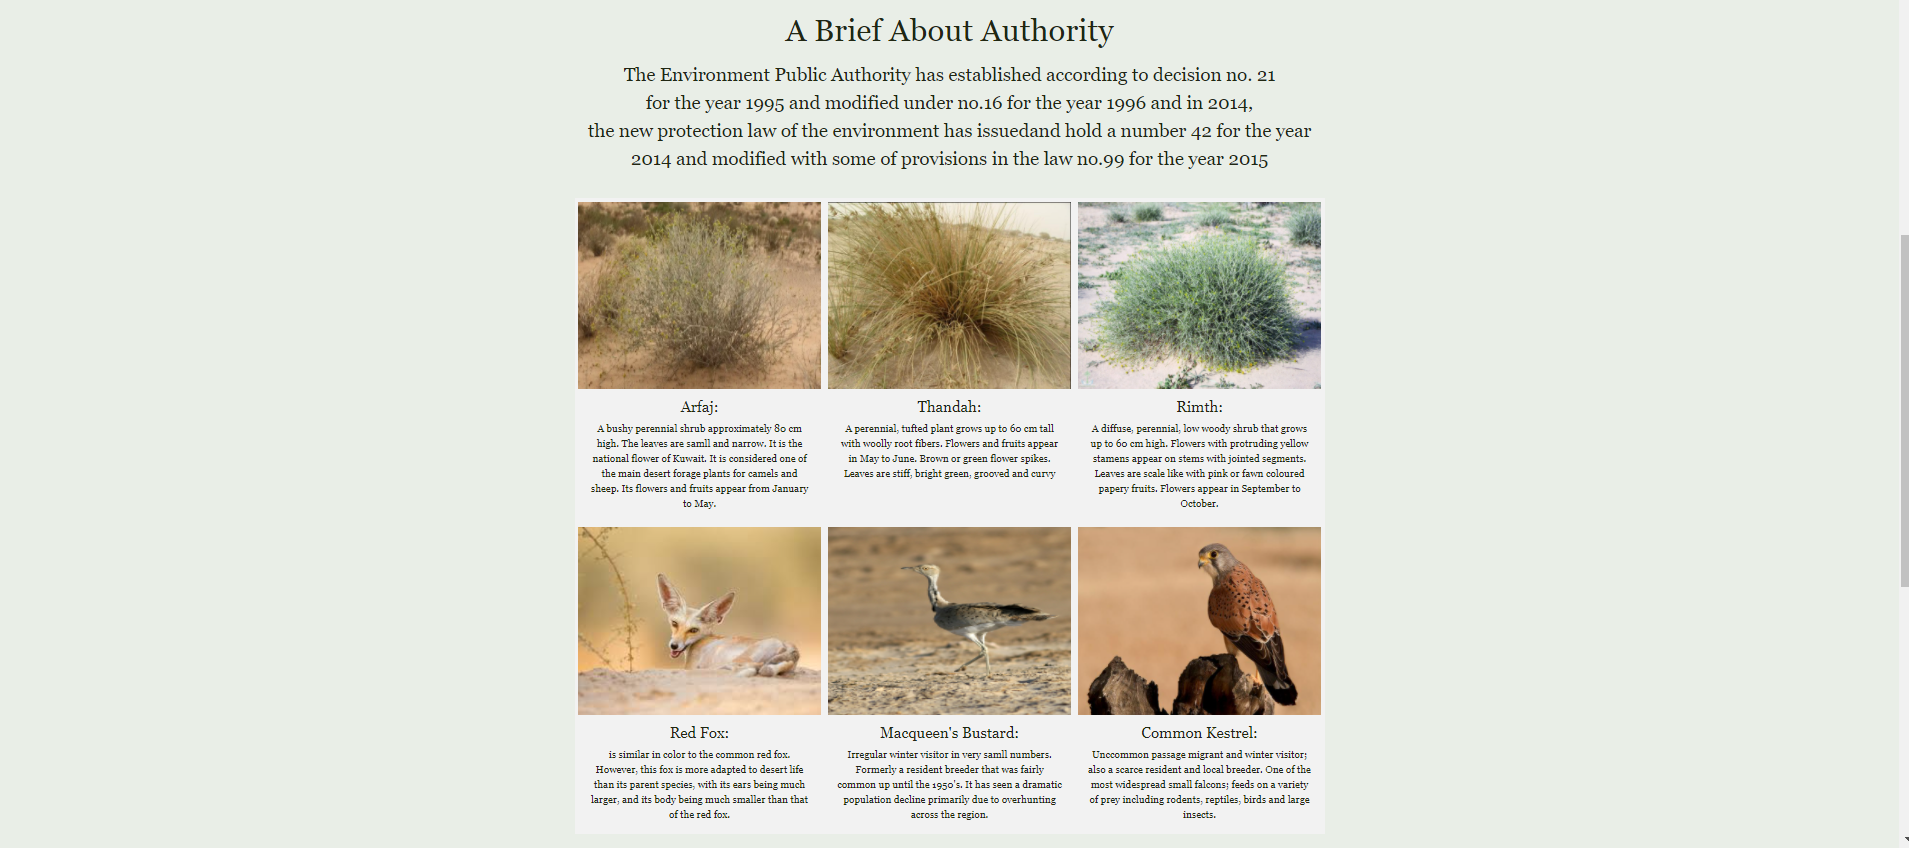 A Brief About Authority
The Environment Public Authority has established according to decision no. 21
for the year 1995 and modified under no.16 for the year 1996 and in 2014,
the new protection law of the environment has issuedand hold a number 42 for the year
2014 and modified with some of provisions in the law no.99 for the year 2015
Arfaj:
A bushy perennial shrub approximately 80 cm
high. The leaves are samll and narrow. It is the
national flower of Kuwait. It is considered one of
the main desert forage plants for camels and
sheep. Its flowers and fruits appear from January
to May.
Thandah:
A perennial, tufted plant grows up to 60 cm tall
with woolly root fibers. Flowers and fruits appear
in May to June. Brown or green flower spikes.
Leaves are stiff, bright green, grooved and curvy
Rimth:
A diffuse, perennial, low woody shrub that grows
up to 60 cm high. Flowers with protruding yellow
stamens appear on stems with jointed segments.
Leaves are scale like with pink or fawn coloured
papery fruits. Flowers appear in September to
October.
Red Fox:
is similar in color to the common red fox.
However, this fox is more adapted to desert life
than its parent species, with its ears being much
larger, and its body being much smaller than that
of the red fox.
Macqueen's Bustard:
Irregular winter visitor in very samll numbers.
Formerly a resident breeder that was fairly
common up until the 1950's. It has seen a dramatic
population decline primarily due to overhunting
across the region.
Common Kestrel:
Unccommon passage migrant and winter visitor;
also a scarce resident and local breeder. One of the
most widespread small falcons; feeds on a variety
of prey including rodents, reptiles, birds and large
insects.